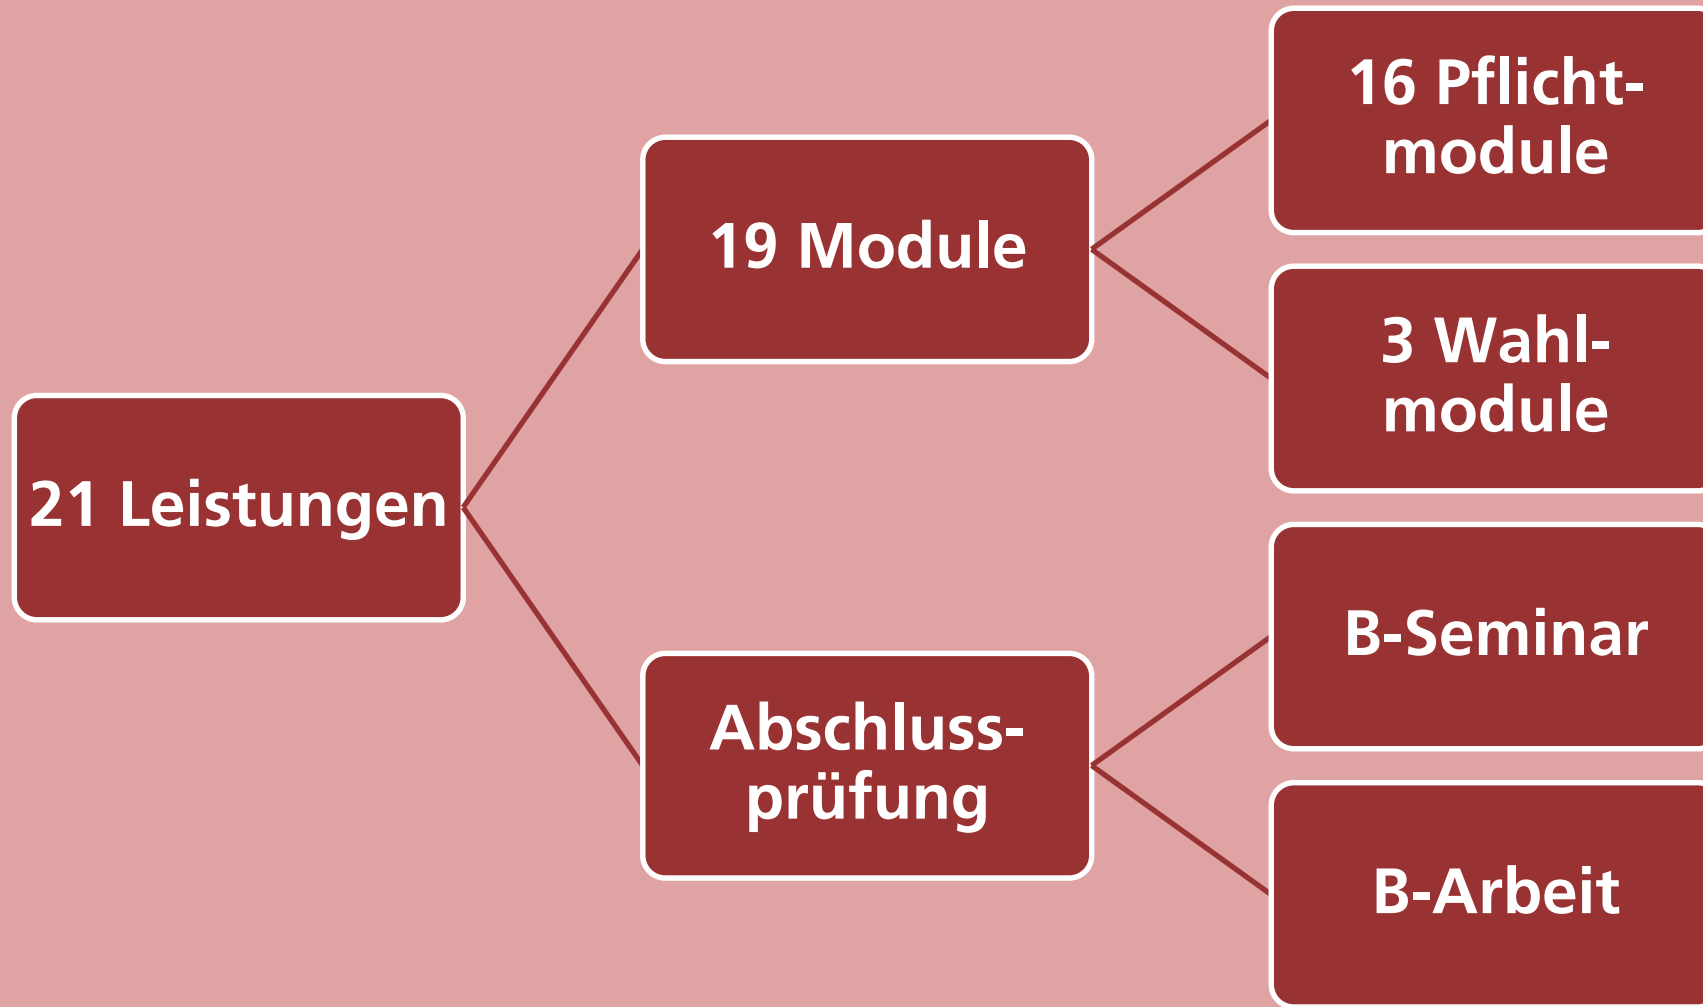 21 Leistungen
19 Module
16 Pflicht-
module
3 Wahl-
module
Abschluss-
prüfung
B-Seminar
B-Arbeit